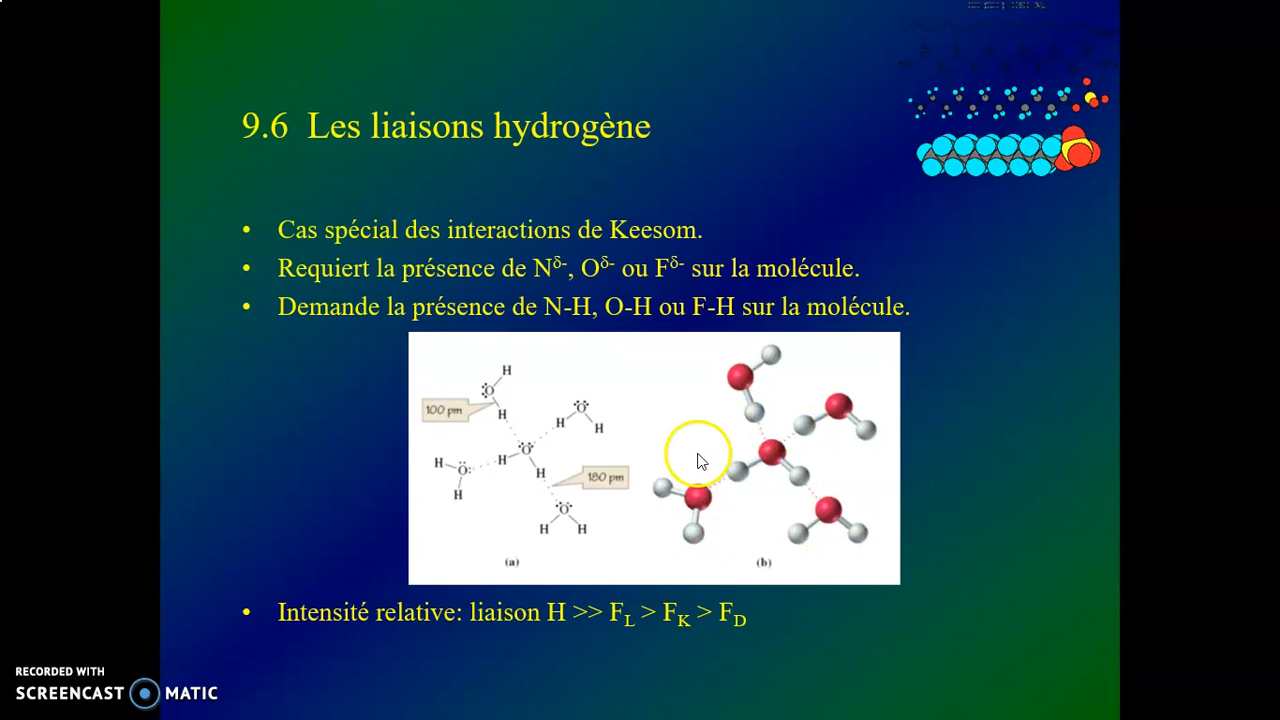 9.6 Les liaisons hydrogène
• Cas spécial des interactions de Keesom.
• Requiert la présence de Nδ-, Oδ- ou Fδ- sur la molécule.
• Demande la présence de N-H, O-H ou F-H sur la molécule.
H
O
100 pm
H
O
H
H
O
H
H
O
H
H
180 pm
O
H
H
H
(a)
(b)
• Intensité relative: liaison H >> FL > FK > FD
RECORDED WITH
SCREENCAST MATIC